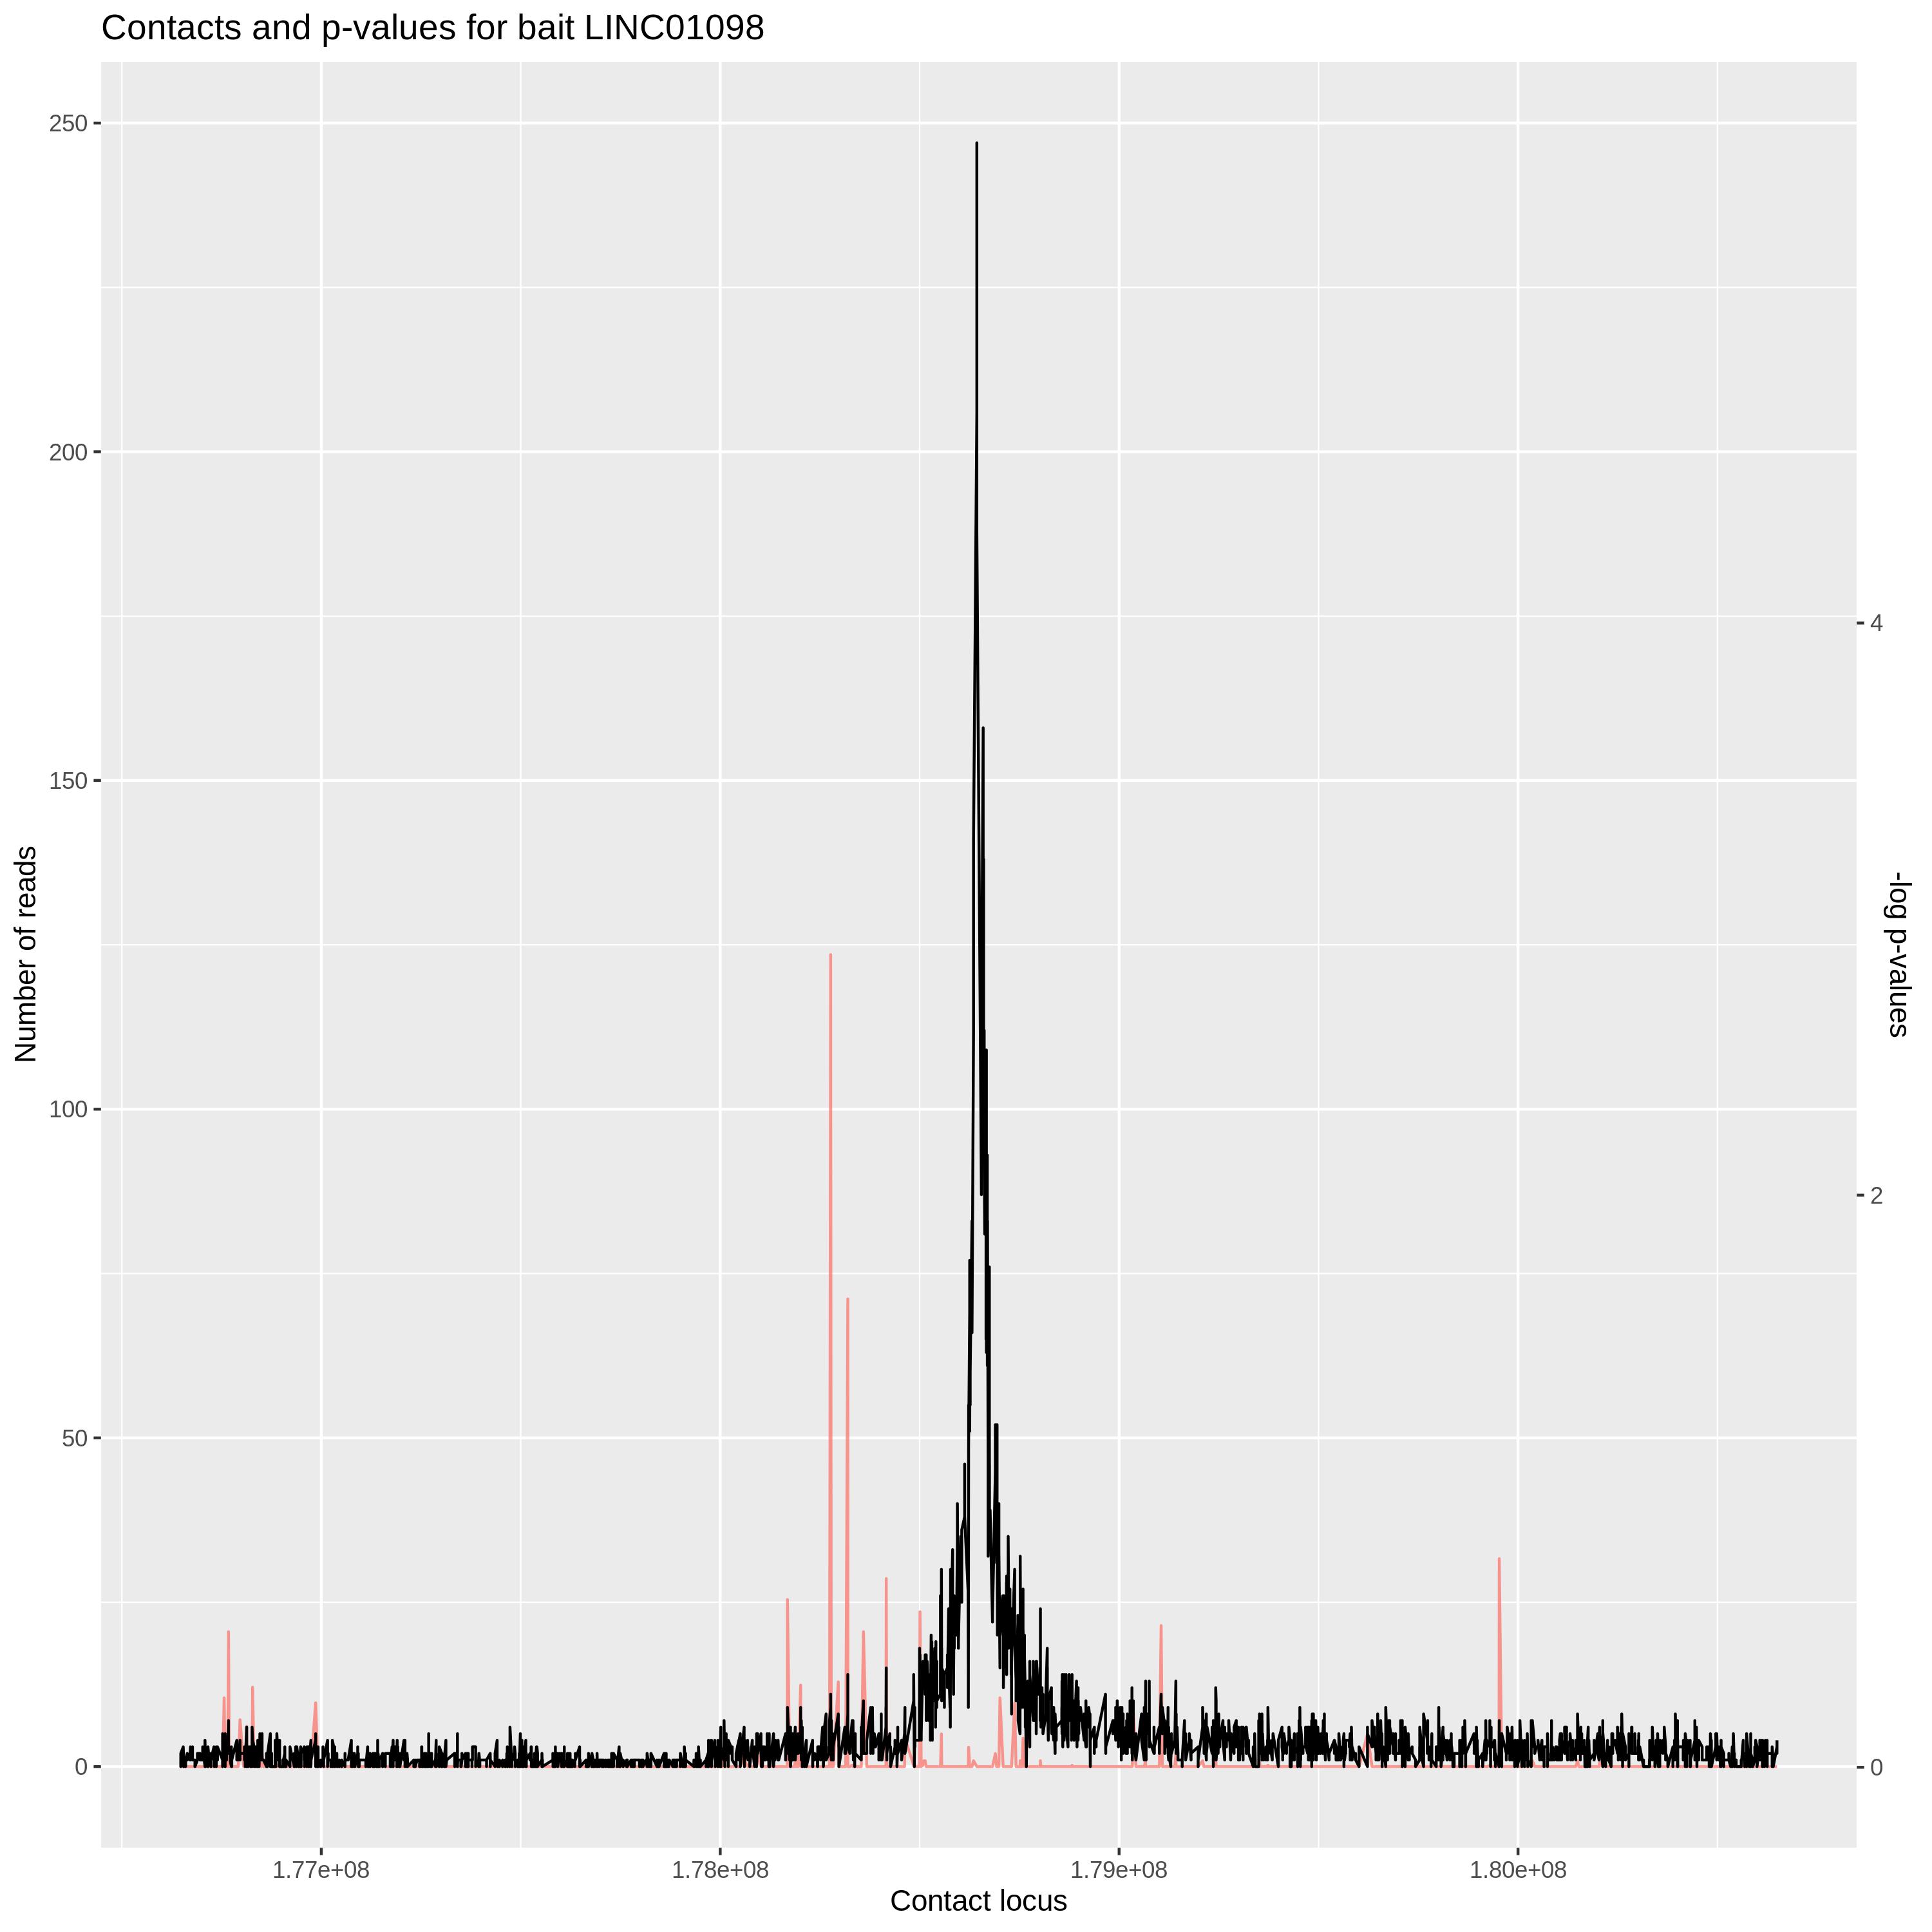 Contacts and p-values for bait LINC01098
250
200
150
100
50
0
Number of reads
4
2
0
-log p-values
1.77e+08
1.78e+08
1.79e+08
1.80e+08
Contact locus